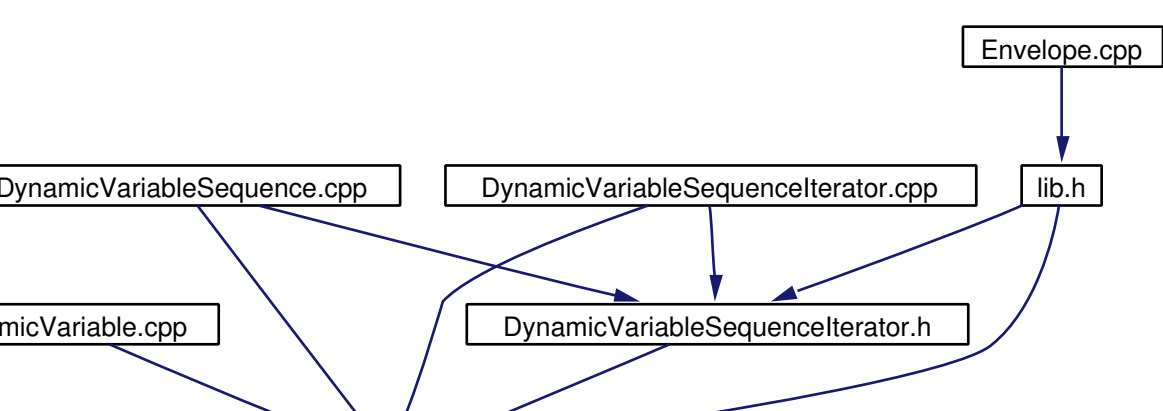 Envelope.cpp
DynamicVariableSequence.cpp
DynamicVariableSequenceIterator.cpp
lib.h
micVariable.cpp
DynamicVariableSequenceIterator.h